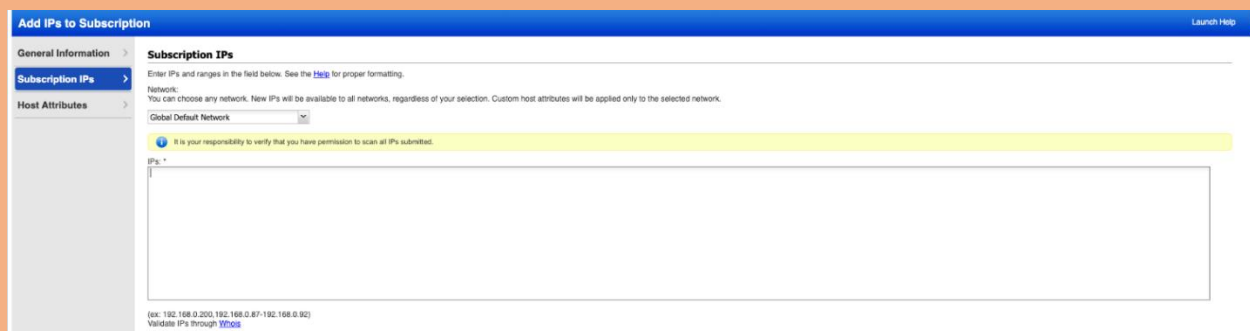 Add IPs to Subscription
Launch Help
General Information
Subscription IPs
Host Attributes
Subscription IPs
Enter IPs and ranges in the field below. See the Help for proper formatting.
Network:
You can choose any network. New IPs will be available to all networks, regardless of your selection. Custom host attributes will be applied only to the selected network.
Global Default Network
It is your responsibility to verify that you have permission to scan all IPs submitted.
IPs: *
(ex: 192.168.0.200,192.168.0.87-192.168.0.92)
Validate IPs through Whois